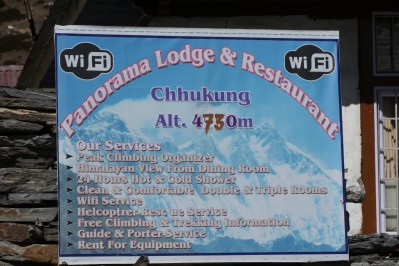 WiFi WiFi
Panorama Lodge & Restaurant
Chhukung
Alt. 4730m
Our Services
Peak Climbing Organizer
Himalayan View From Dining Room
24 Hours Hot & Cold Shower
Clean & Comfortable Double & Triple Rooms
Wifi Service
Helcoptrer Rescue Service
Free Climbing & Trekking Information
Guide & Porter Service
Rent For Equipment